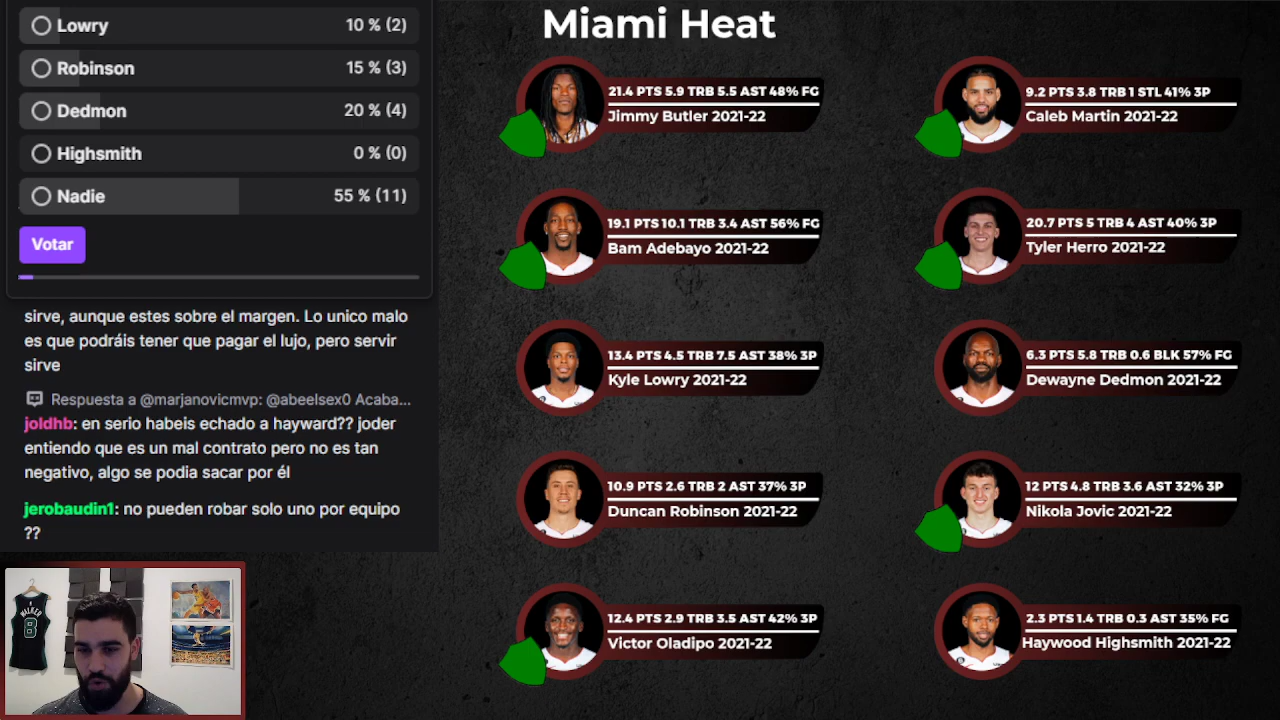 Lowry 10 % (2)
Robinson 15 % (3)
Dedmon 20 % (4)
Highsmith 0 % (0)
Nadie 55 % (11)
Votar
sirve, aunque estes sobre el margen. Lo unico malo
es que podráis tener que pagar el lujo, pero servir
sirve
Respuesta a @marjanovicmvp: @abeelsex0 Acaba...
joldhb: en serio habeis echado a hayward?? joder
entiendo que es un mal contrato pero no es tan
negativo, algo se podia sacar por él
jerobaudin1: no pueden robar solo uno por equipo
??
WALKER
8
Miami Heat
21.4 PTS 5.9 TRB 5.5 AST 48% FG
Jimmy Butler 2021-22
9.2 PTS 3.8 TRB 1 STL 41% 3P
Caleb Martin 2021-22
19.1 PTS 10.1 TRB 3.4 AST 56% FG
Bam Adebayo 2021-22
20.7 PTS 5 TRB 4 AST 40% 3P
Tyler Herro 2021-22
13.4 PTS 4.5 TRB 7.5 AST 38% 3P
Kyle Lowry 2021-22
6.3 PTS 5.8 TRB 0.6 BLK 57% FG
Dewayne Dedmon 2021-22
10.9 PTS 2.6 TRB 2 AST 37% 3P
Duncan Robinson 2021-22
12 PTS 4.8 TRB 3.6 AST 32% 3P
Nikola Jovic 2021-22
12.4 PTS 2.9 TRB 3.5 AST 42% 3P
Victor Oladipo 2021-22
2.3 PTS 1.4 TRB 0.3 AST 35% FG
Haywood Highsmith 2021-22